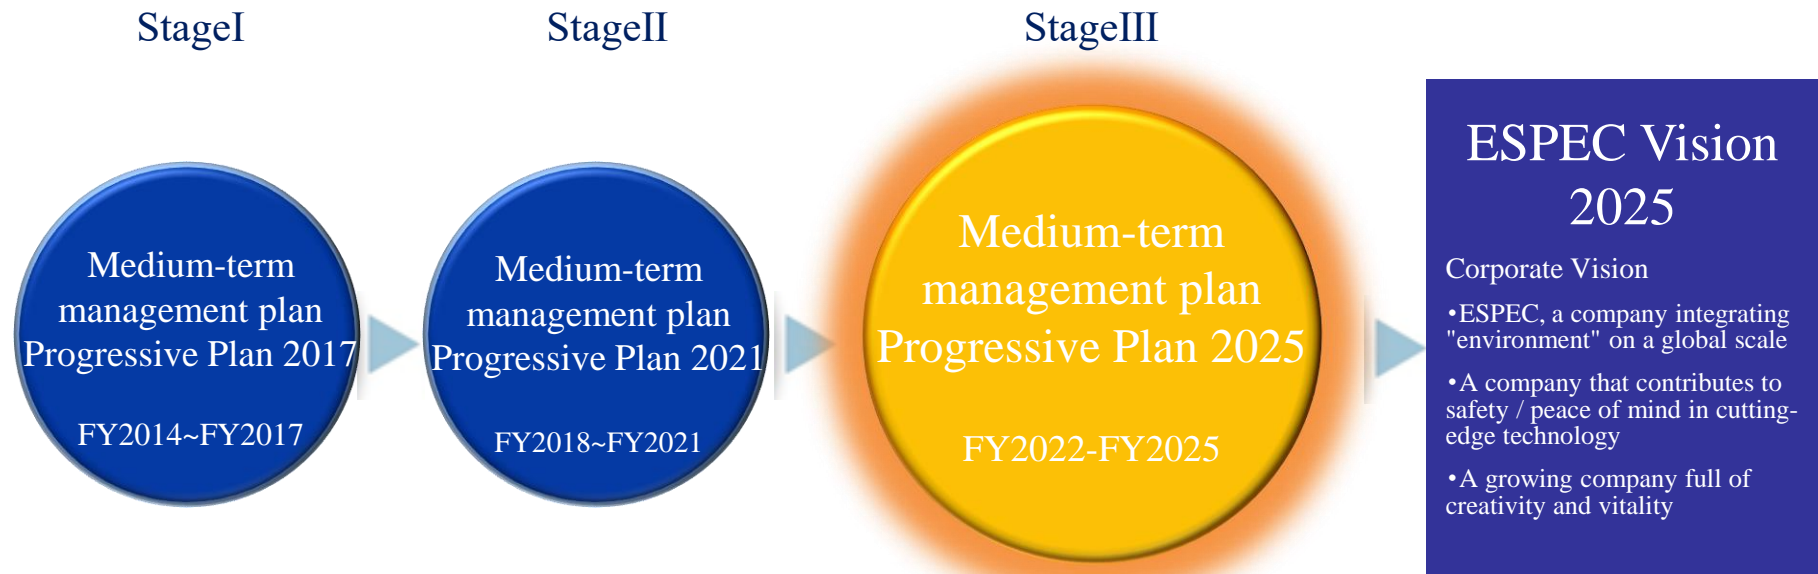 StageI
StageII
StageIII
Medium-term
management plan
Progressive Plan 2017
FY2014~FY2017
Medium-term
management plan
Progressive Plan 2021
FY2018~FY2021
Medium-term
management plan
Progressive Plan 2025
FY2022-FY2025
ESPEC Vision
2025
Corporate Vision
•ESPEC, a company integrating
"environment" on a global scale
•A company that contributes to
safety / peace of mind in cutting-
edge technology
•A growing company full of
creativity and vitality